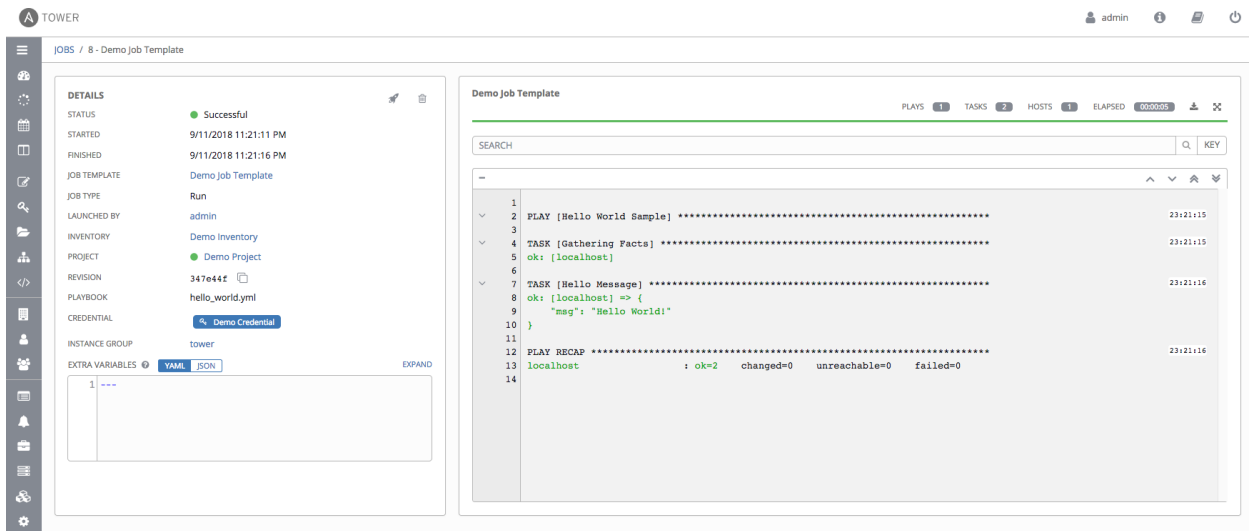 A TOWER
admin
JOBS / 8 - Demo Job Template
DETAILS
STATUS Successful
STARTED 9/11/2018 11:21:11 PM
FINISHED 9/11/2018 11:21:16 PM
JOB TEMPLATE Demo Job Template
JOB TYPE Run
LAUNCHED BY admin
INVENTORY Demo Inventory
PROJECT Demo Project
REVISION 347e44f
PLAYBOOK hello_world.yml
CREDENTIAL Demo Credential
INSTANCE GROUP tower
EXTRA VARIABLES YAML JSON EXPAND
1 ---
Demo Job Template
PLAYS 1 TASKS 2 HOSTS 1 ELAPSED 00:00:05
SEARCH KEY
1
2 PLAY [Hello World Sample] ****************************************************** 23:21:15
3
4 TASK [Gathering Facts] ********************************************************* 23:21:15
5 ok: [localhost]
6
7 TASK [Hello Message] *********************************************************** 23:21:16
8 ok: [localhost] => {
9 "msg": "Hello World!"
10 }
11
12 PLAY RECAP ********************************************************************* 23:21:16
13 localhost : ok=2 changed=0 unreachable=0 failed=0
14